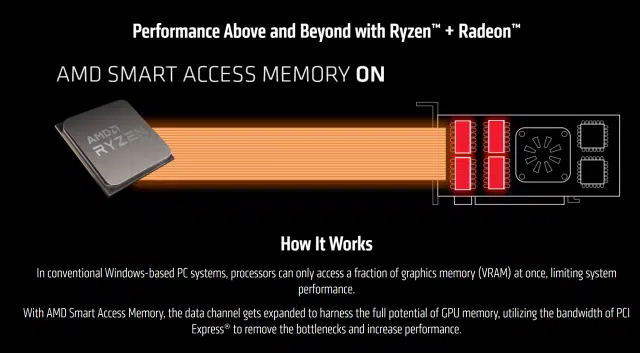 Performance Above and Beyond with Ryzen™ + Radeon™
AMD SMART ACCESS MEMORY ON
AMD
RYZEN
How It Works
In conventional Windows-based PC systems, processors can only access a fraction of graphics memory (VRAM) at once, limiting system
performance.
With AMD Smart Access Memory, the data channel gets expanded to harness the full potential of GPU memory, utilizing the bandwidth of PCI
Express® to remove the bottlenecks and increase performance.